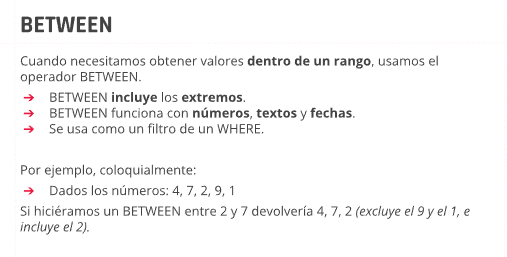 BETWEEN
Cuando necesitamos obtener valores dentro de un rango, usamos el
operador BETWEEN.
➔ BETWEEN incluye los extremos.
➔ BETWEEN funciona con números, textos y fechas.
➔ Se usa como un filtro de un WHERE.
Por ejemplo, coloquialmente:
➔ Dados los números: 4, 7, 2, 9, 1
Si hiciéramos un BETWEEN entre 2 y 7 devolvería 4, 7, 2 (excluye el 9 y el 1, e
incluye el 2).